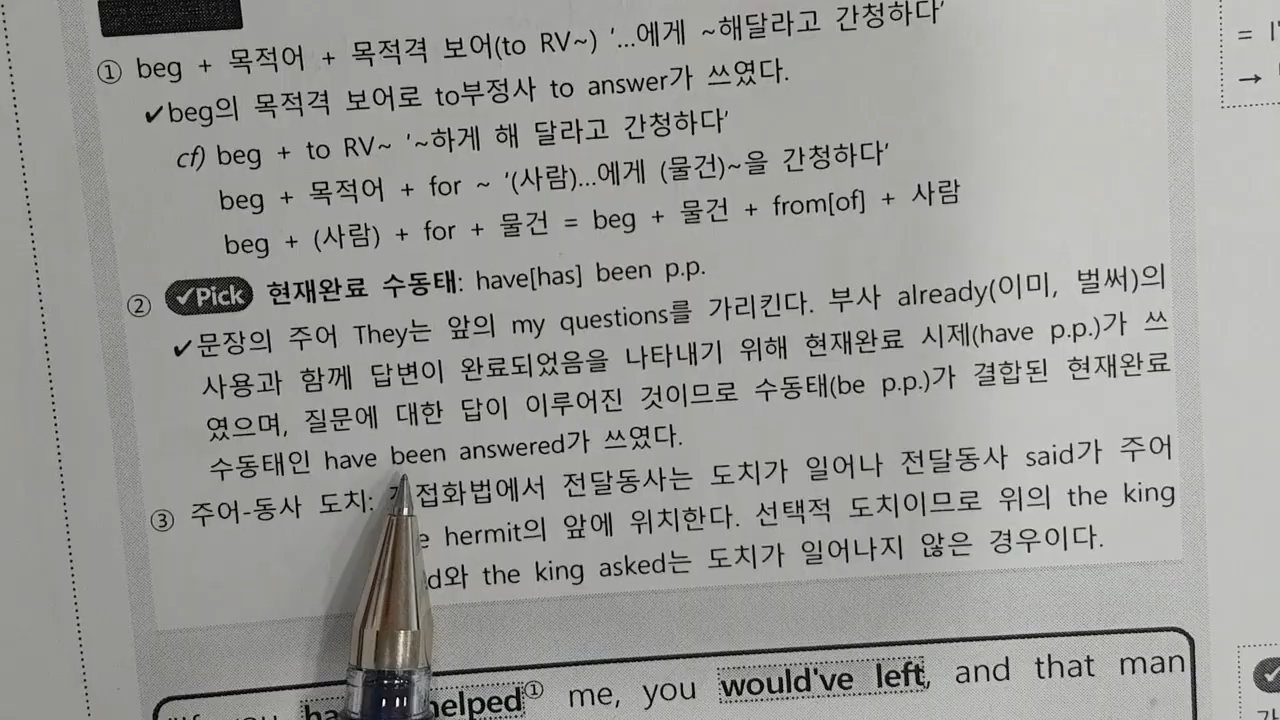 ① beg + 목적어 + 목적격 보어(to RV~) '…에게 ~해달라고 간청하다'
✔beg의 목적격 보어로 to부정사 to answer가 쓰였다.
cf) beg + to RV~ '~하게 해 달라고 간청하다'
beg + 목적어 + for ~ '(사람)…에게 (물건)~을 간청하다'
beg + (사람) + for + 물건 = beg + 물건 + from[of] + 사람
② ✔Pick 현재완료 수동태: have[has] been p.p.
✔문장의 주어 They는 앞의 my questions를 가리킨다. 부사 already(이미, 벌써)의
사용과 함께 답변이 완료되었음을 나타내기 위해 현재완료 시제(have p.p.)가 쓰
였으며, 질문에 대한 답이 이루어진 것이므로 수동태(be p.p.)가 결합된 현재완료
수동태인 have been answered가 쓰였다.
③ 주어-동사 도치: 접화법에서 전달동사는 도치가 일어나 전달동사 said가 주어
hermit의 앞에 위치한다. 선택적 도치이므로 위의 the king
와 the king asked는 도치가 일어나지 않은 경우이다.
you helped① me, you would've left, and that man
=
→